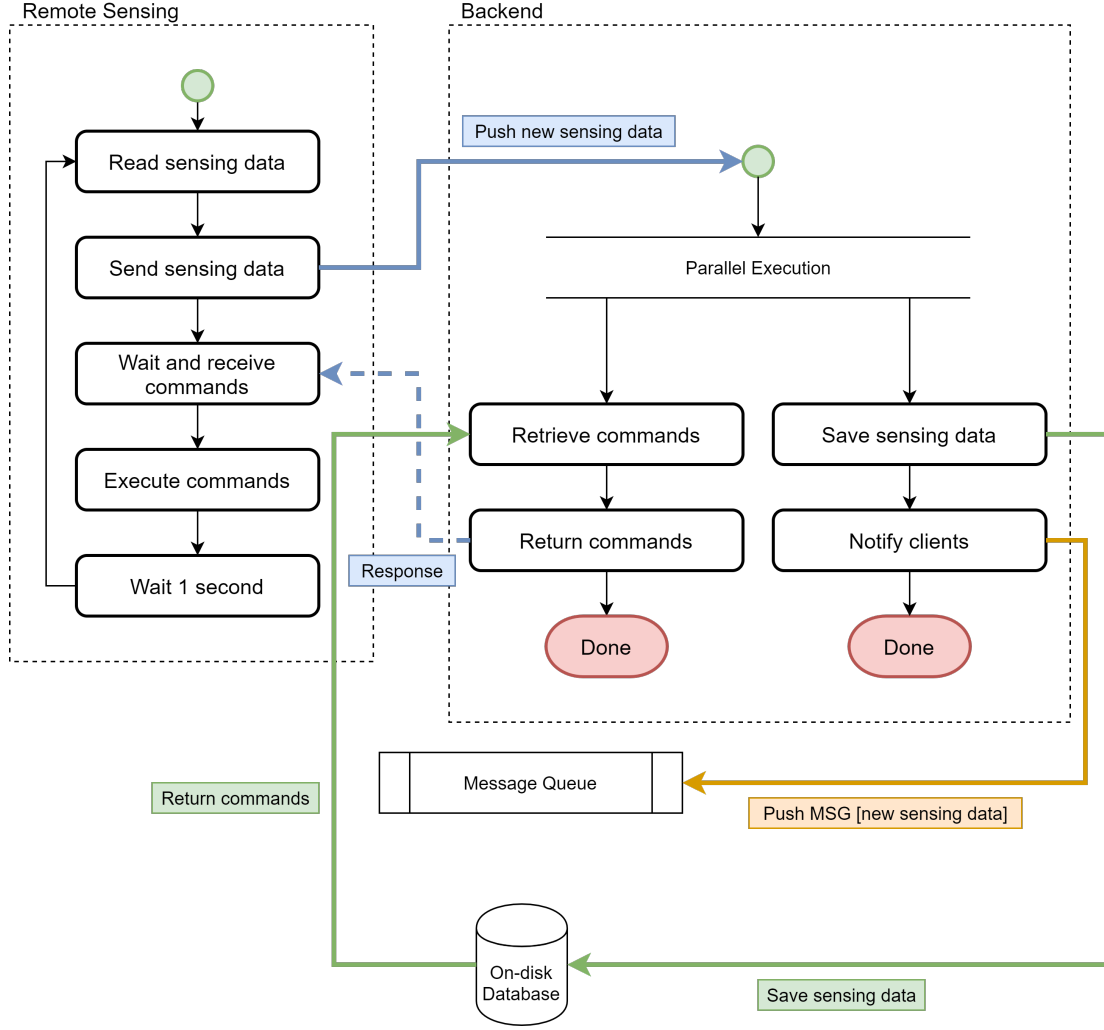 Remote Sensing
Backend
Push new sensing data
Read sensing data
Send sensing data
Parallel Execution
Wait and receive
commands
Retrieve commands
Save sensing data
Execute commands
Return commands
Notify clients
Response
Wait 1 second
Done
Done
Message Queue
Return commands
Push MSG [new sensing data]
On-disk
Database
Save sensing data